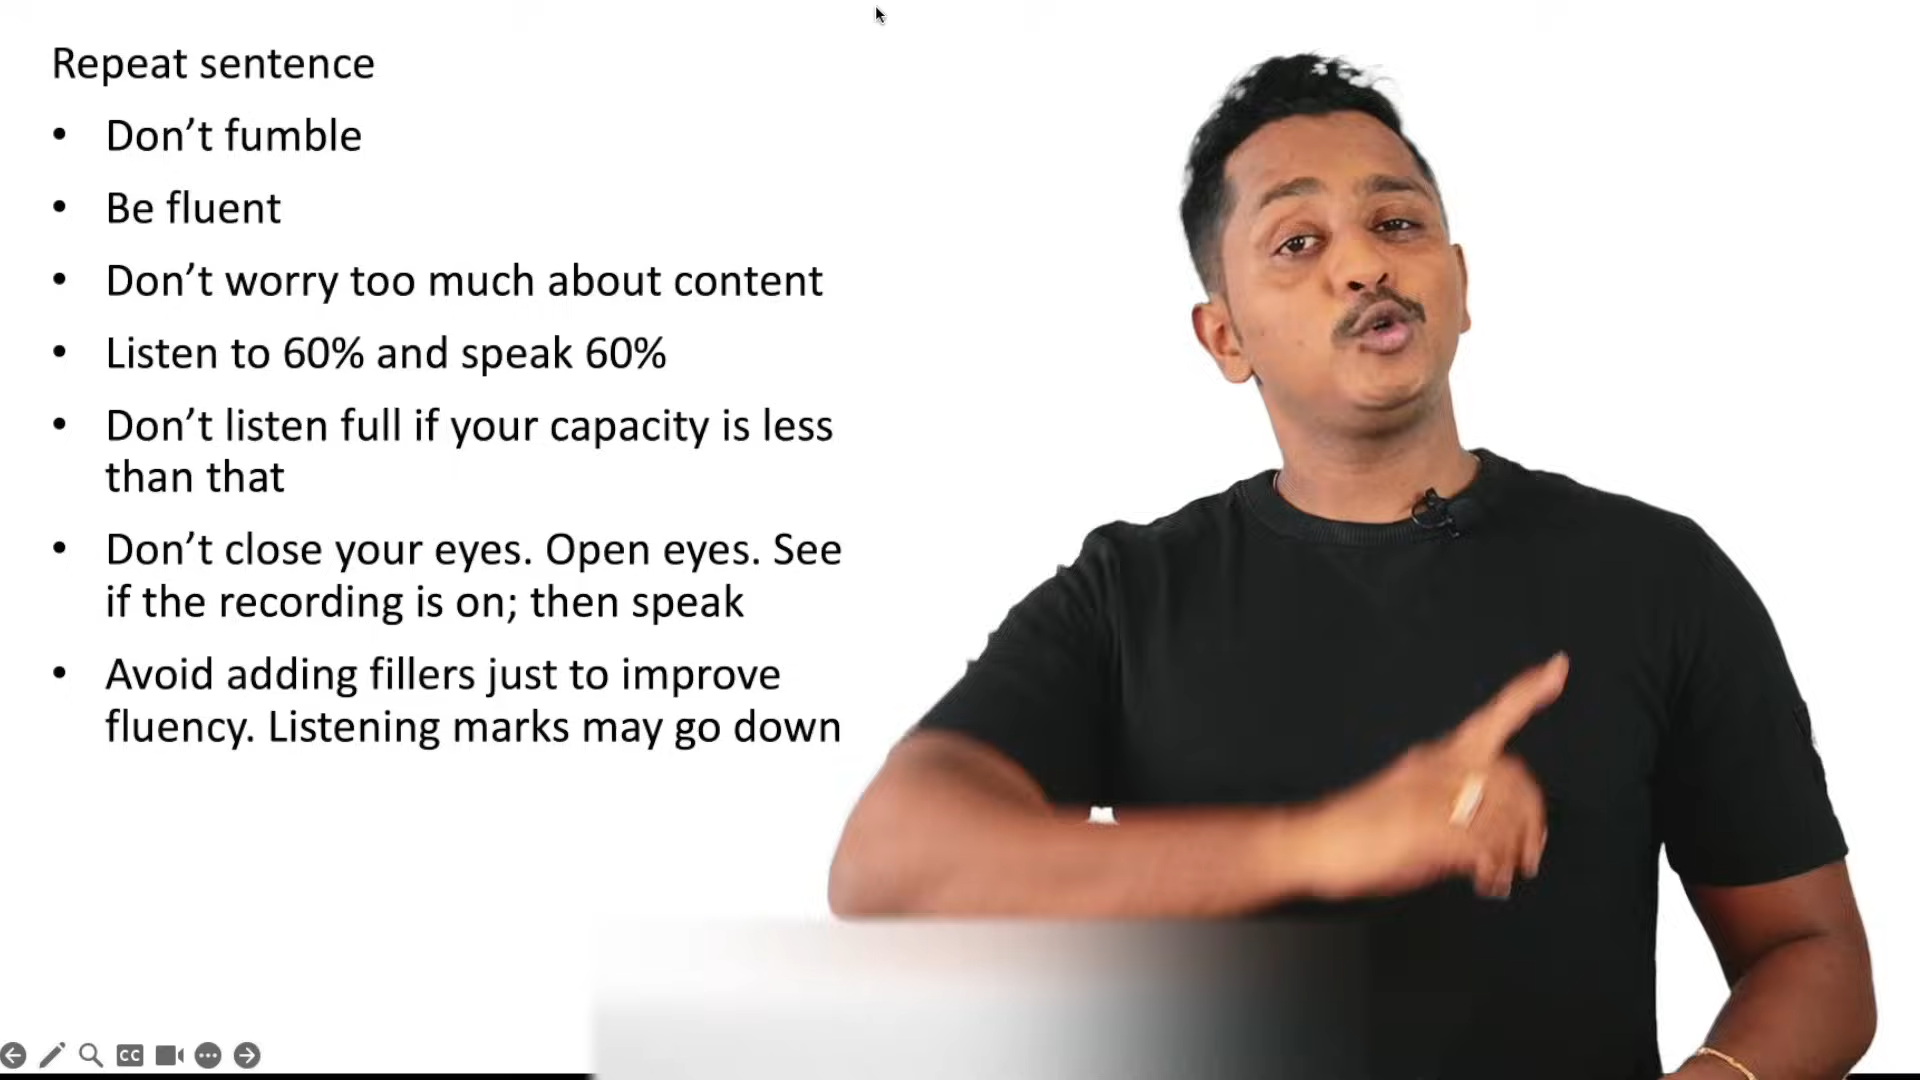 Repeat sentence
• Don’t fumble
• Be fluent
• Don’t worry too much about content
• Listen to 60% and speak 60%
• Don’t listen full if your capacity is less
than that
• Don’t close your eyes. Open eyes. See
if the recording is on; then speak
• Avoid adding fillers just to improve
fluency. Listening marks may go down
CC